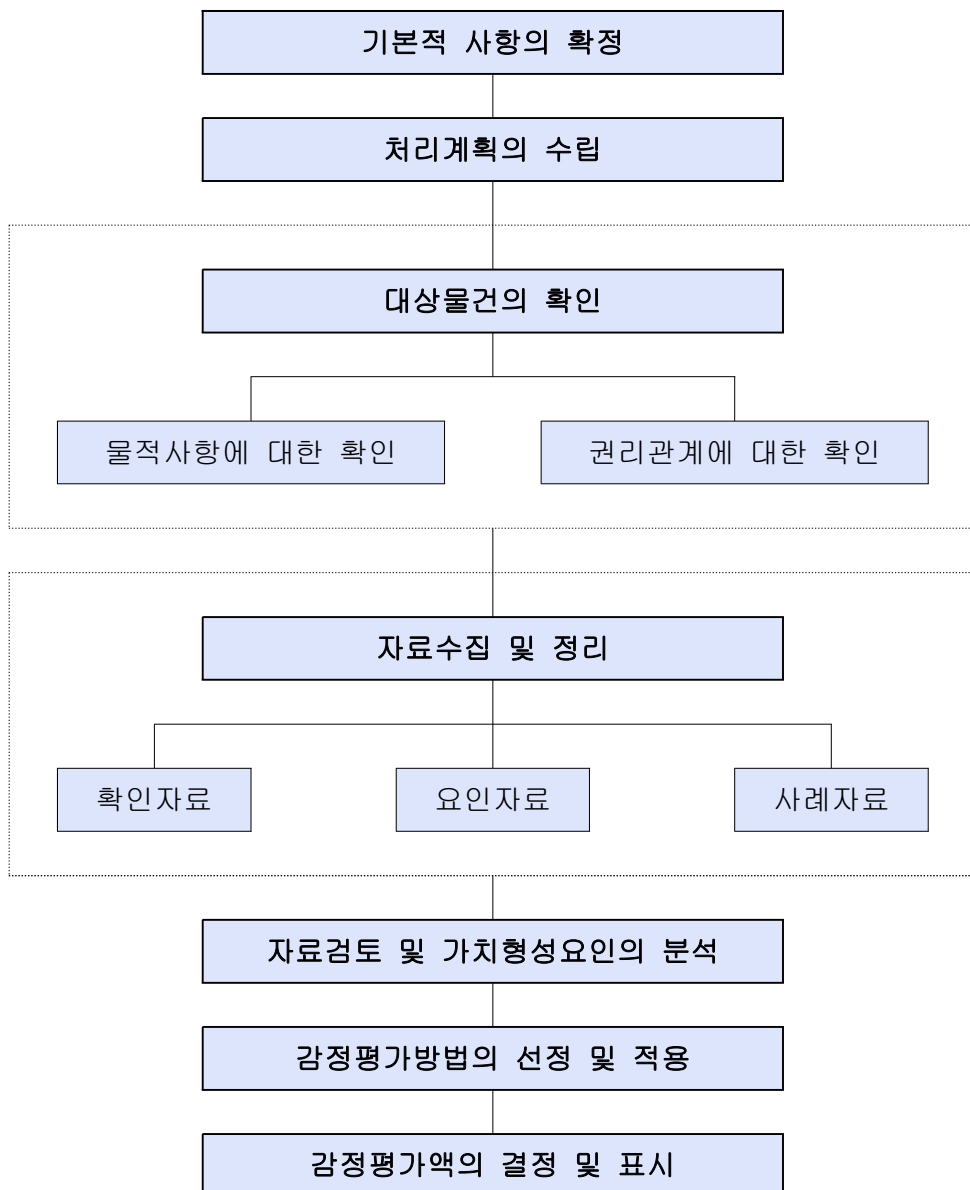 기본적 사항의 확정
처리계획의 수립
대상물건의 확인
물적사항에 대한 확인
권리관계에 대한 확인
자료수집 및 정리
확인자료
요인자료
사례자료
자료검토 및 가치형성요인의 분석
감정평가방법의 선정 및 적용
감정평가액의 결정 및 표시